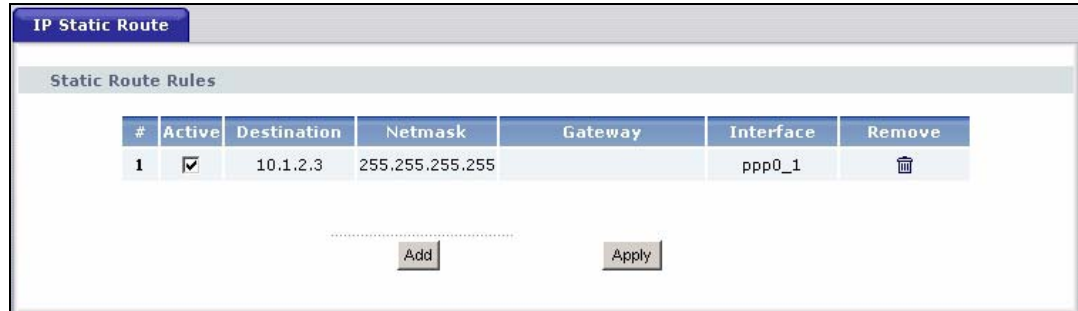 IP Static Route
Static Route Rules
# Active Destination Netmask Gateway Interface Remove
1 10.1.2.3 255.255.255.255 ppp0_1
Add Apply